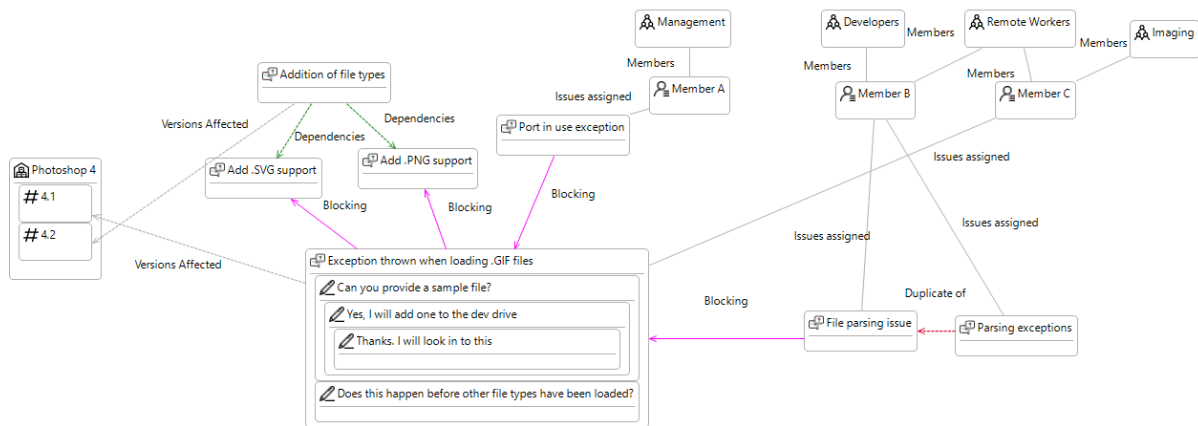 Management
Developers
Remote Workers
Imaging
Members
Members
Members
Members
Members
Addition of file types
Member A
Member B
Member C
Issues assigned
Versions Affected
Dependencies
Dependencies
Port in use exception
Photoshop 4
4.1
4.2
Add .SVG support
Add .PNG support
Issues assigned
Blocking
Blocking
Blocking
Issues assigned
Issues assigned
Versions Affected
Exception thrown when loading .GIF files
Can you provide a sample file?
Yes, I will add one to the dev drive
Thanks. I will look in to this
Does this happen before other file types have been loaded?
Blocking
Duplicate of
File parsing issue
Parsing exceptions